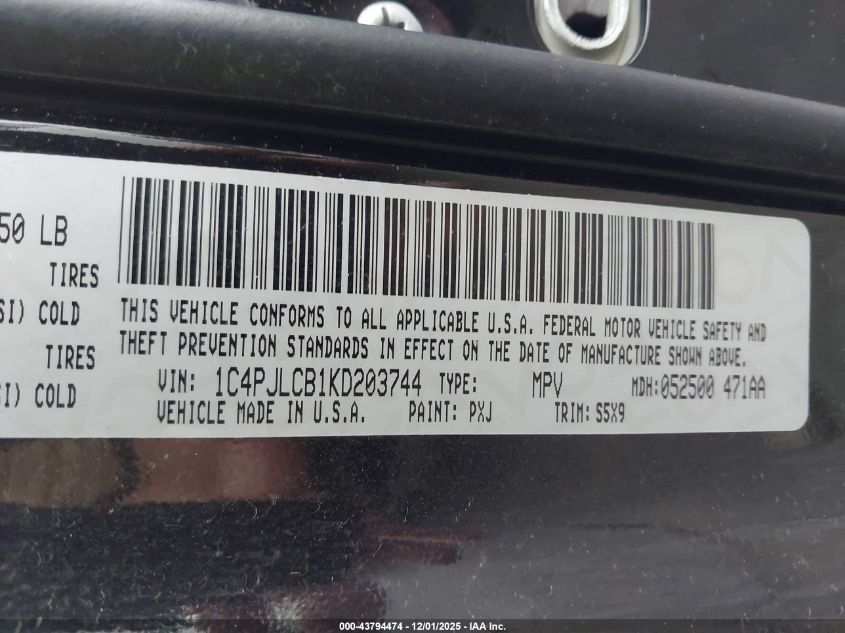 50 LB
TIRES
SI) COLD
TIRES
SI) COLD
THIS VEHICLE CONFORMS TO ALL APPLICABLE U.S.A. FEDERAL MOTOR VEHICLE SAFETY AND
THEFT PREVENTION STANDARDS IN EFFECT ON THE DATE OF MANUFACTURE SHOWN ABOVE.
VIN: 1C4PJLCB1KD203744 TYPE: MPV MDH: 052500 471AA
VEHICLE MADE IN U.S.A. PAINT: PXJ TRIM: S5X9
000-43794474 - 12/01/2025 - IAA Inc.